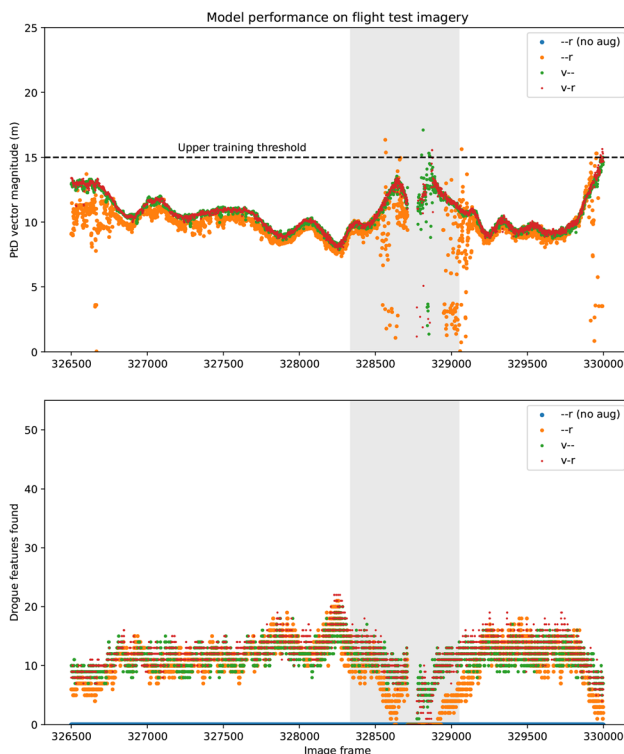 Model performance on flight test imagery
25
20
15
10
5
0
PtD vector magnitude (m)
Upper training threshold
--r (no aug)
--r
v--
v-r
326500 327000 327500 328000 328500 329000 329500 330000
50
40
30
20
10
0
Drogue features found
--r (no aug)
--r
v--
v-r
326500 327000 327500 328000 328500 329000 329500 330000
Image frame